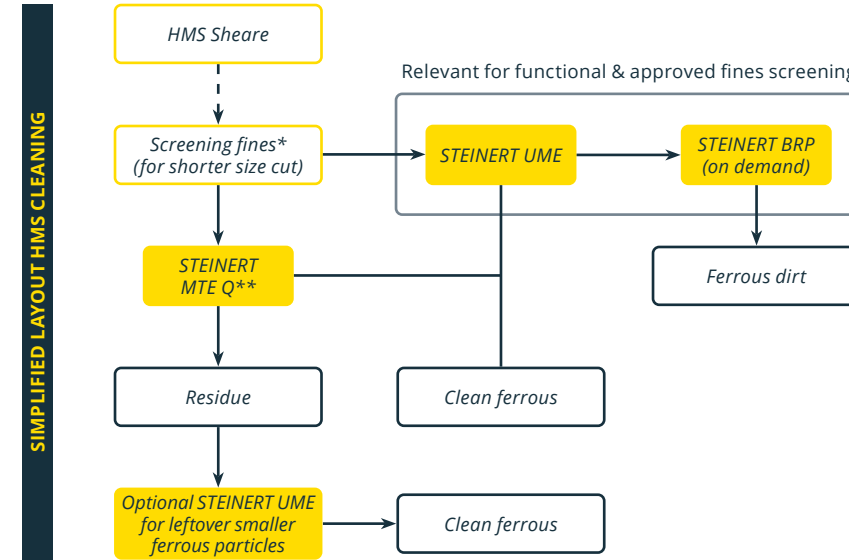 SIMPLIFIED LAYOUT HMS CLEANING
HMS Sheare
Relevant for functional & approved fines screening
Screening fines*
(for shorter size cut)
STEINERT UME
STEINERT BRP
(on demand)
STEINERT
MTE Q**
Ferrous dirt
Residue
Clean ferrous
Optional STEINERT UME
for leftover smaller
ferrous particles
Clean ferrous